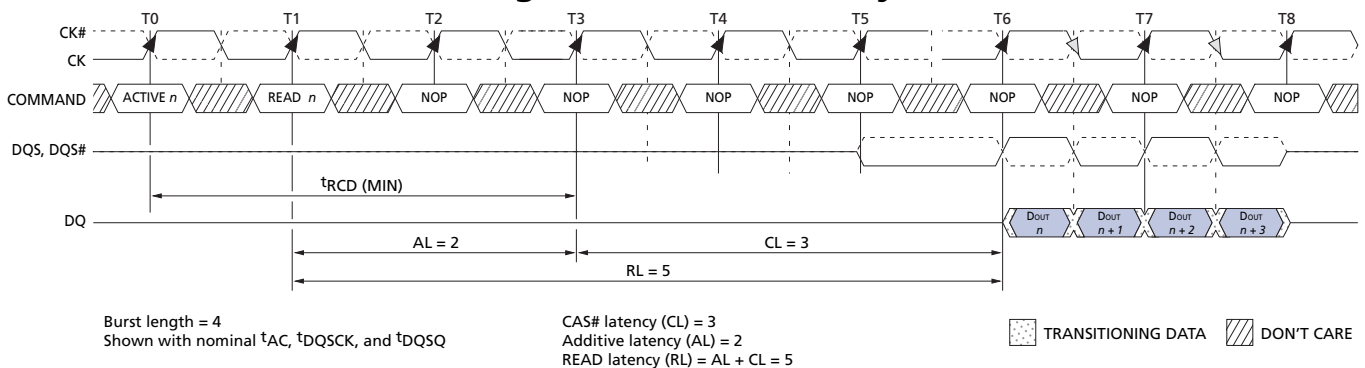 T0 T1 T2 T3 T4 T5 T6 T7 T8
CK#
CK
COMMAND ACTIVE n READ n NOP NOP NOP NOP NOP NOP NOP
DQS, DQS#
tRCD (MIN)
DQ DOUT n DOUT n + 1 DOUT n + 2 DOUT n + 3
AL = 2 CL = 3
RL = 5
Burst length = 4
Shown with nominal tAC, tDQSCK, and tDQSQ
CAS# latency (CL) = 3
Additive latency (AL) = 2
READ latency (RL) = AL + CL = 5
TRANSITIONING DATA DON'T CARE